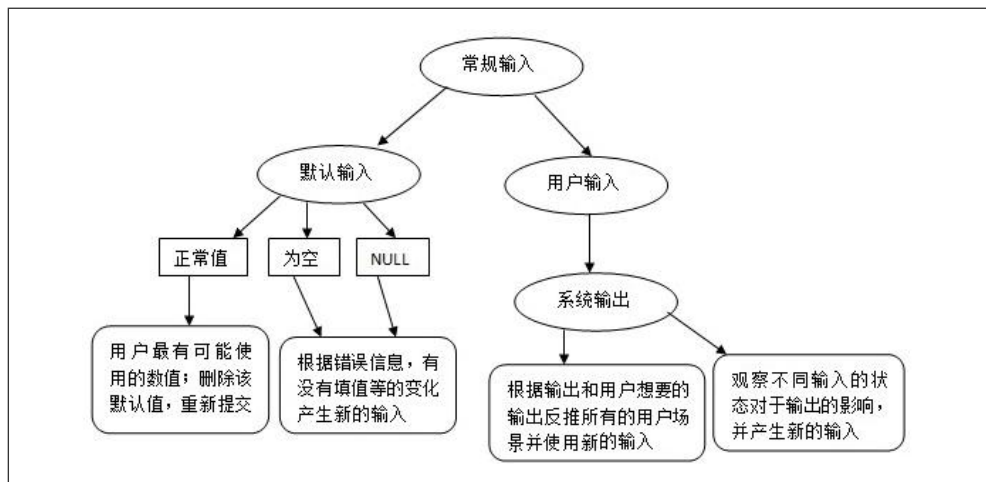 常规输入
默认输入
用户输入
正常值
为空
NULL
系统输出
用户最有可能使
用的数值；删除该
默认值，重新提交
根据错误信息，有
没有填值等的变化
产生新的输入
根据输出和用户想要的
输出反推所有的用户场
景并使用新的输入
观察不同输入的状
态对于输出的影响，
并产生新的输入